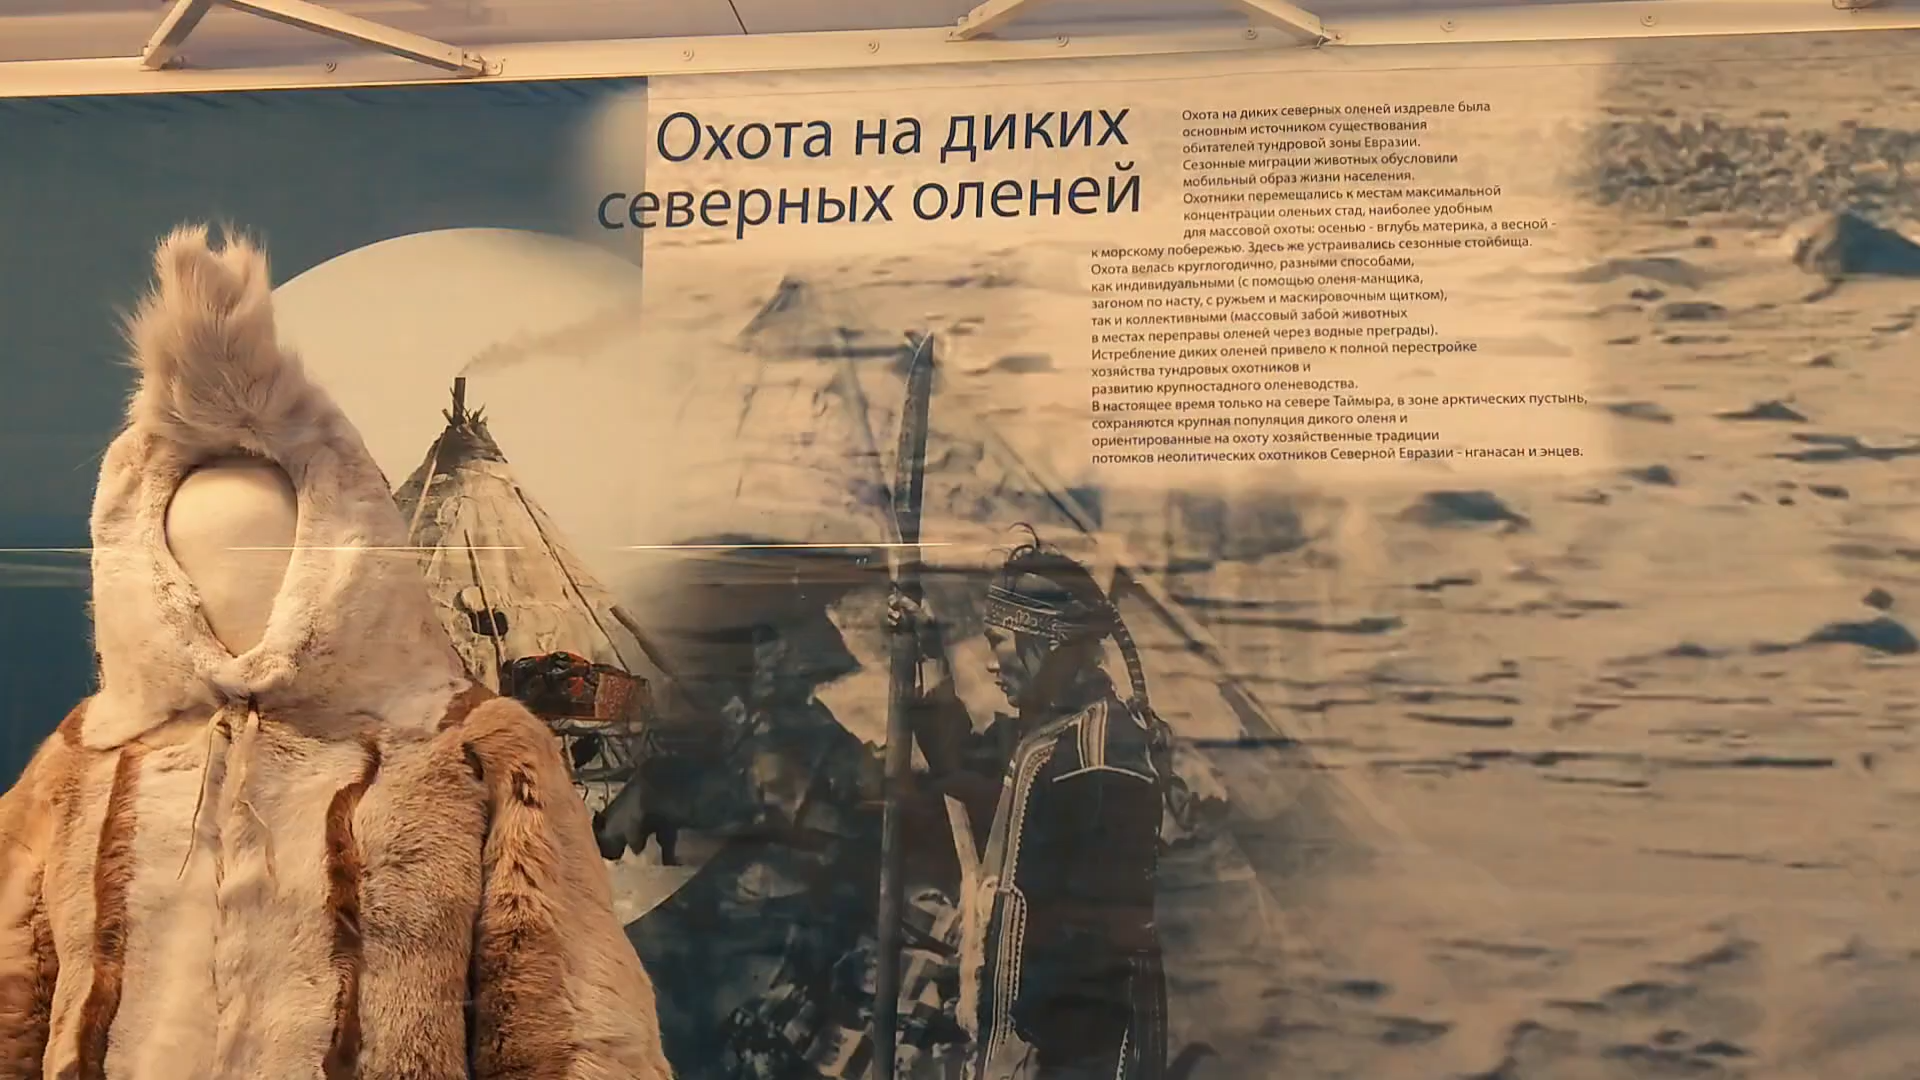 Охота на диких
северных оленей
Охота на диких северных оленей издревле была
основным источником существования
обитателей тундровой зоны Евразии.
Сезонные миграции животных обусловили
мобильный образ жизни населения.
Охотники перемещались к местам максимальной
концентрации оленьих стад, наиболее удобным
для массовой охоты: осенью - вглубь материка, а весной -
к морскому побережью. Здесь же устраивались сезонные стойбища.
Охота велась круглогодично, разными способами,
как индивидуальными (с помощью оленя-манщика,
загоном по насту, с ружьем и маскировочным щитком),
так и коллективными (массовый забой животных
в местах переправы оленей через водные преграды).
Истребление диких оленей привело к полной перестройке
хозяйства тундровых охотников и
развитию крупностадного оленеводства.
В настоящее время только на севере Таймыра, в зоне арктических пустынь,
сохраняются крупная популяция дикого оленя и
ориентированные на охоту хозяйственные традиции
потомков неолитических охотников Северной Евразии - нганасан и энцев.